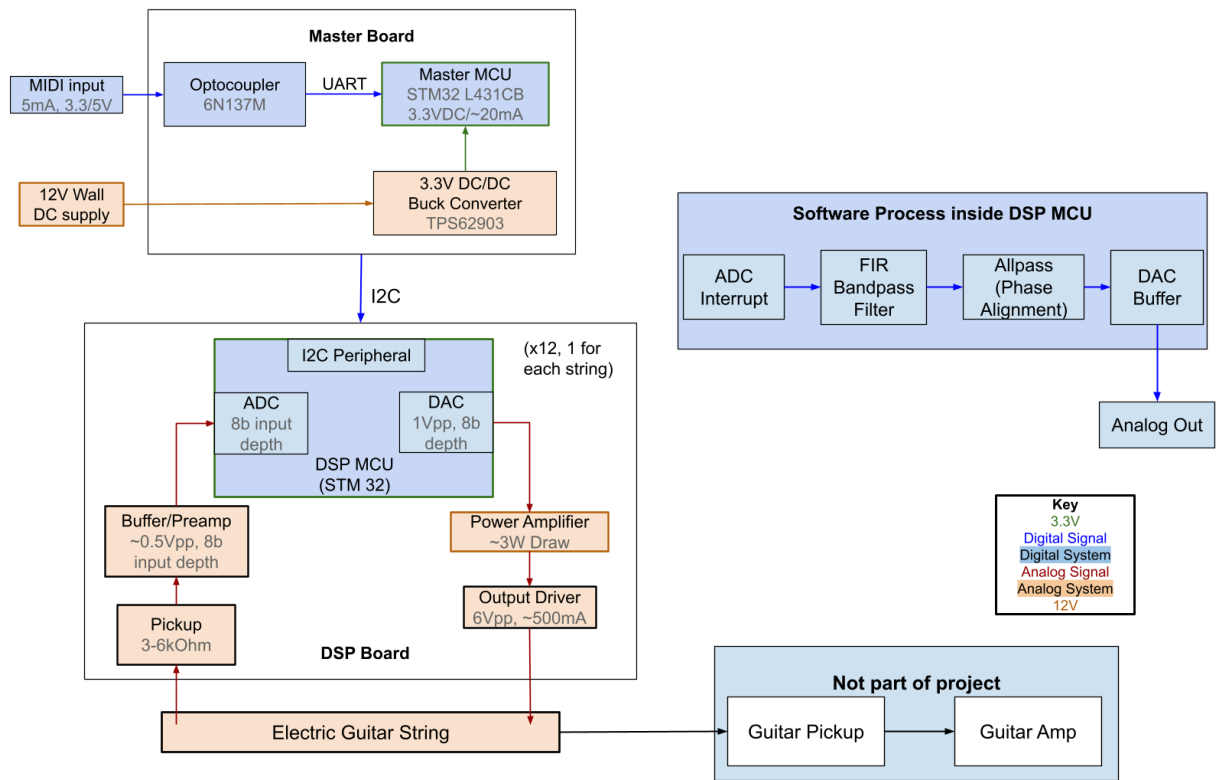 Master Board
MIDI input
5mA, 3.3/5V
Optocoupler
6N137M
UART
Master MCU
STM32 L431CB
3.3VDC/~20mA
12V Wall
DC supply
3.3V DC/DC
Buck Converter
TPS62903
I2C
Software Process inside DSP MCU
ADC
Interrupt
FIR
Bandpass
Filter
Allpass
(Phase
Alignment)
DAC
Buffer
Analog Out
I2C Peripheral
(x12, 1 for
each string)
ADC
8b input
depth
DAC
1Vpp, 8b
depth
DSP MCU
(STM 32)
Buffer/Preamp
~0.5Vpp, 8b
input depth
Power Amplifier
~3W Draw
Pickup
3-6kOhm
Output Driver
6Vpp, ~500mA
DSP Board
Key
3.3V
Digital Signal
Digital System
Analog Signal
Analog System
12V
Electric Guitar String
Not part of project
Guitar Pickup
Guitar Amp